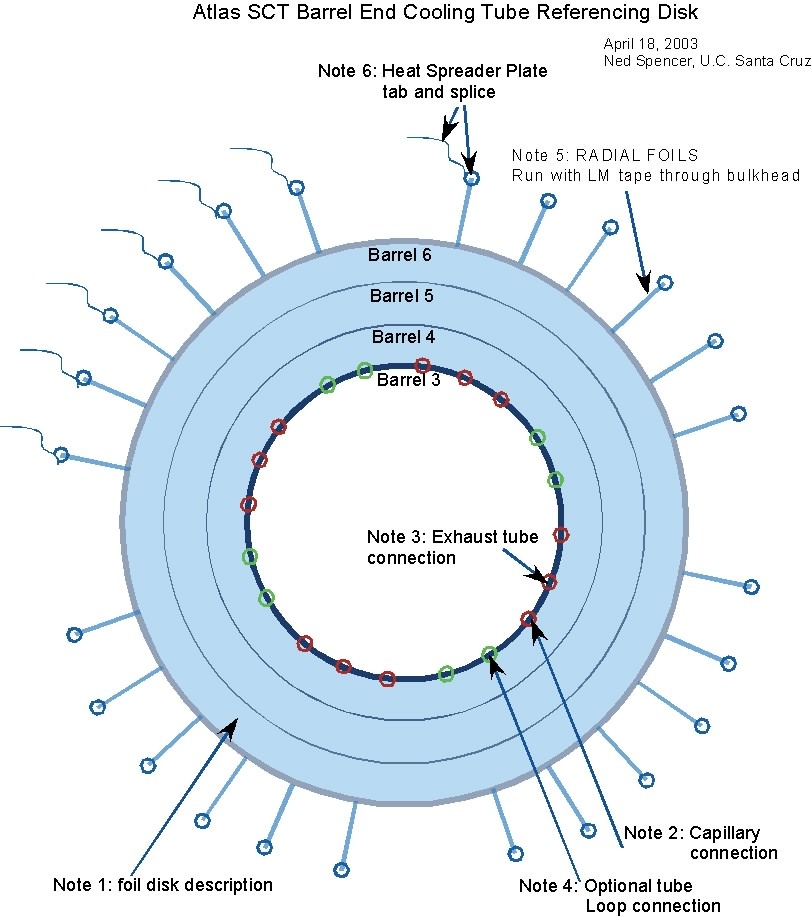 Atlas SCT Barrel End Cooling Tube Referencing Disk
April 18, 2003
Ned Spencer, U.C. Santa Cruz
Note 6: Heat Spreader Plate
tab and splice
Note 5: RADIAL FOILS
Run with LM tape through bulkhead
Barrel 6
Barrel 5
Barrel 4
Barrel 3
Note 3: Exhaust tube
connection
Note 2: Capillary
connection
Note 1: foil disk description
Note 4: Optional tube
Loop connection